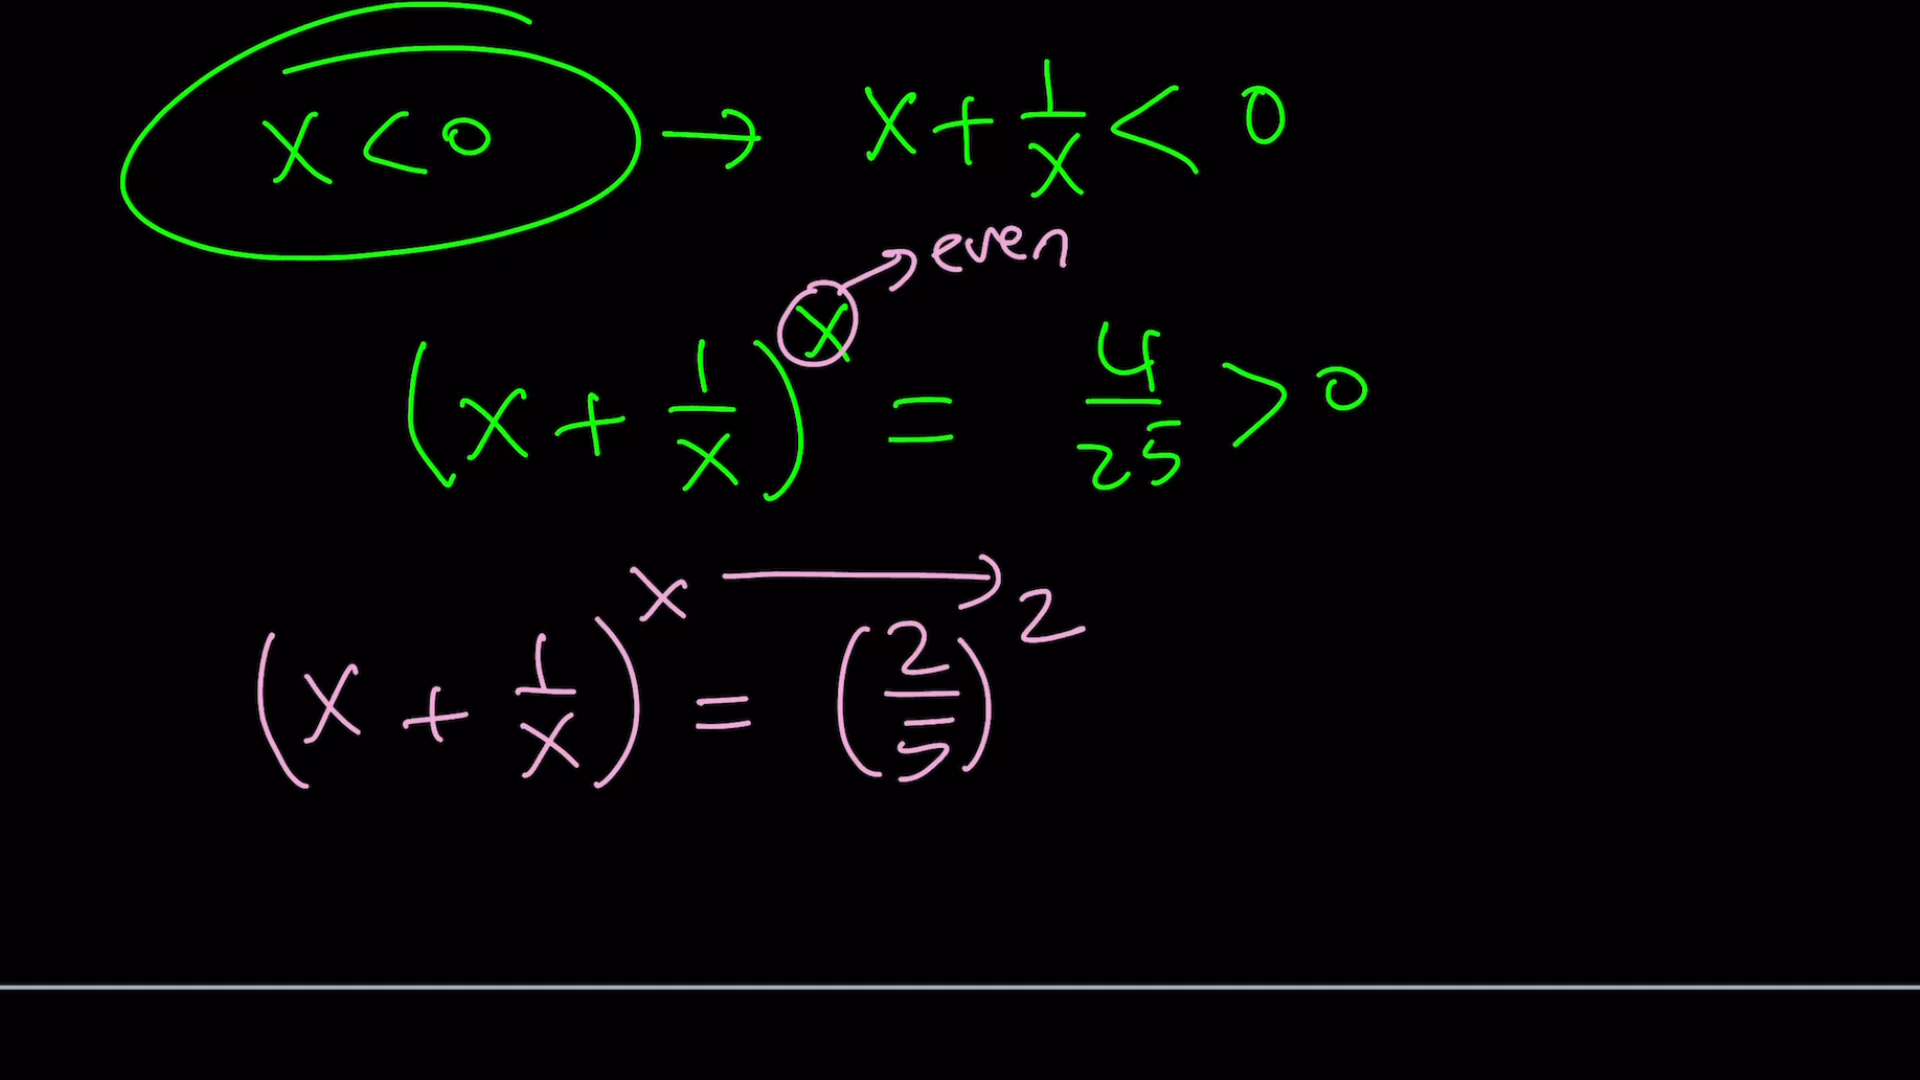 x < 0 → x + 1/x < 0
→ even
(x + 1/x)^x = 4/25 > 0
(x + 1/x)^x = (2/5)^2